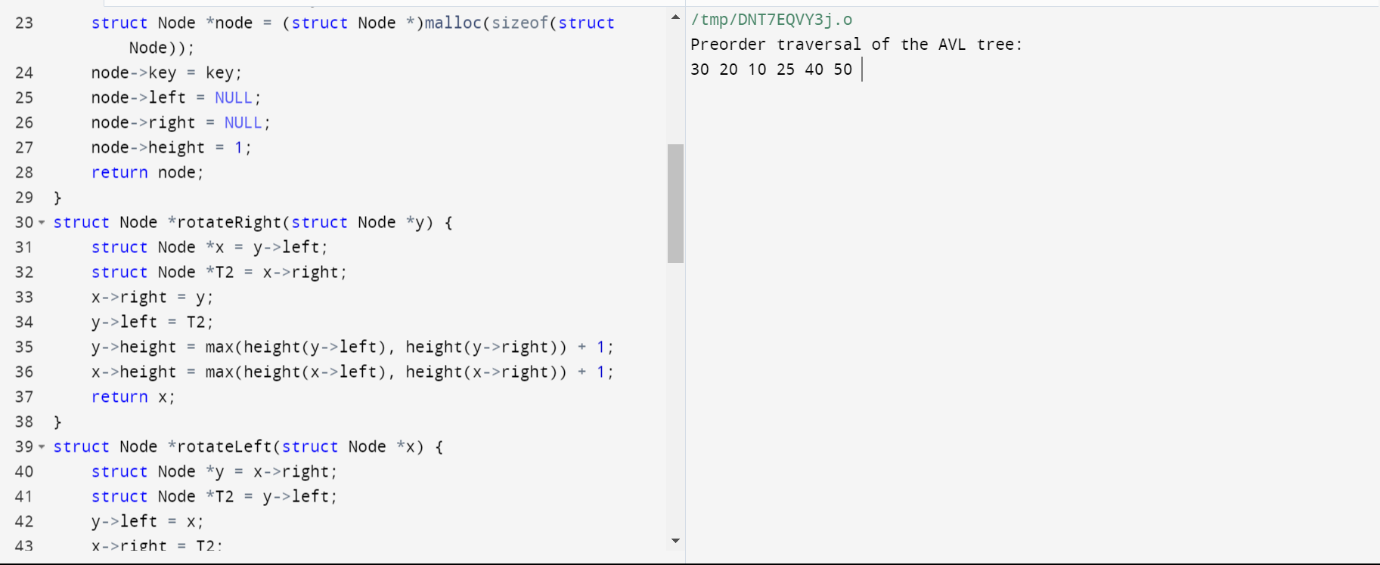 23 struct Node *node = (struct Node *)malloc(sizeof(struct
Node));
24 node->key = key;
25 node->left = NULL;
26 node->right = NULL;
27 node->height = 1;
28 return node;
29 }
30 struct Node *rotateRight(struct Node *y) {
31 struct Node *x = y->left;
32 struct Node *T2 = x->right;
33 x->right = y;
34 y->left = T2;
35 y->height = max(height(y->left), height(y->right)) + 1;
36 x->height = max(height(x->left), height(x->right)) + 1;
37 return x;
38 }
39 struct Node *rotateLeft(struct Node *x) {
40 struct Node *y = x->right;
41 struct Node *T2 = y->left;
42 y->left = x;
43 x->right = T2;
/tmp/DNT7EQVY3j.o
Preorder traversal of the AVL tree:
30 20 10 25 40 50